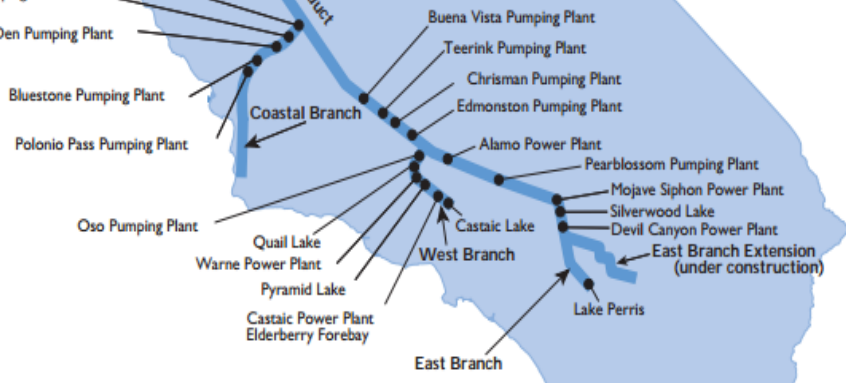 uct
Buena Vista Pumping Plant
Den Pumping Plant
Teerink Pumping Plant
Chrisman Pumping Plant
Bluestone Pumping Plant
Edmonston Pumping Plant
Coastal Branch
Polonio Pass Pumping Plant
Alamo Power Plant
Pearblossom Pumping Plant
Mojave Siphon Power Plant
Silverwood Lake
Oso Pumping Plant
Castaic Lake
Devil Canyon Power Plant
Quail Lake
West Branch
East Branch Extension
(under construction)
Warne Power Plant
Pyramid Lake
Lake Perris
Castaic Power Plant
Elderberry Forebay
East Branch